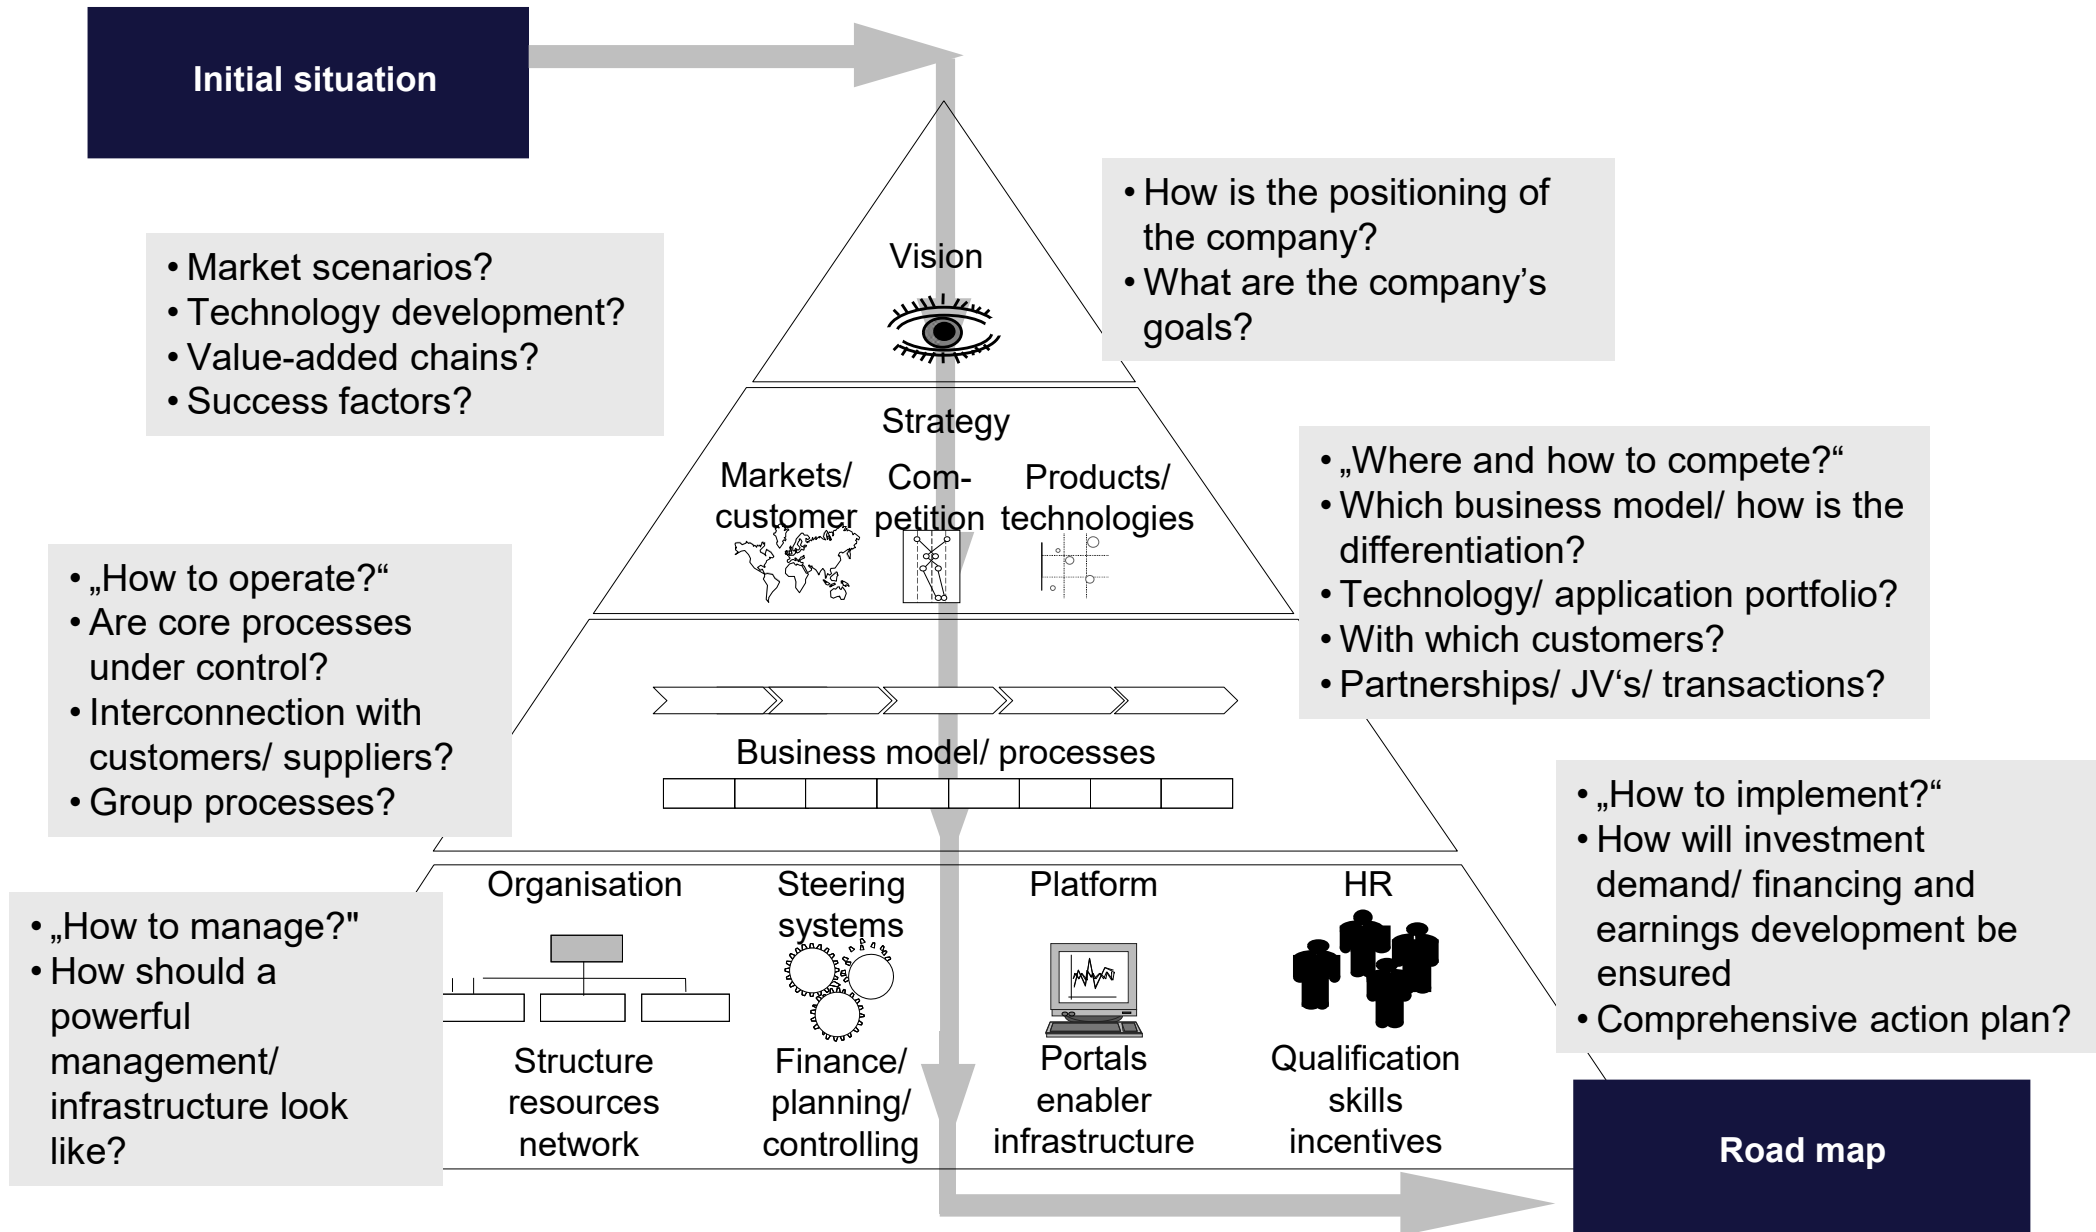 Initial situation
• Market scenarios?
• Technology development?
• Value-added chains?
• Success factors?
• How is the positioning of
the company?
• What are the company’s
goals?
Vision
Strategy
Markets/
customer
Com-
petition
Products/
technologies
• „Where and how to compete?“
• Which business model/ how is the
differentiation?
• Technology/ application portfolio?
• With which customers?
• Partnerships/ JV‘s/ transactions?
• „How to operate?“
• Are core processes
under control?
• Interconnection with
customers/ suppliers?
• Group processes?
Business model/ processes
• „How to implement?“
• How will investment
demand/ financing and
earnings development be
ensured
• Comprehensive action plan?
• „How to manage?"
• How should a
powerful
management/
infrastructure look
like?
Organisation
Structure
resources
network
Steering
systems
Finance/
planning/
controlling
Platform
Portals
enabler
infrastructure
HR
Qualification
skills
incentives
Road map